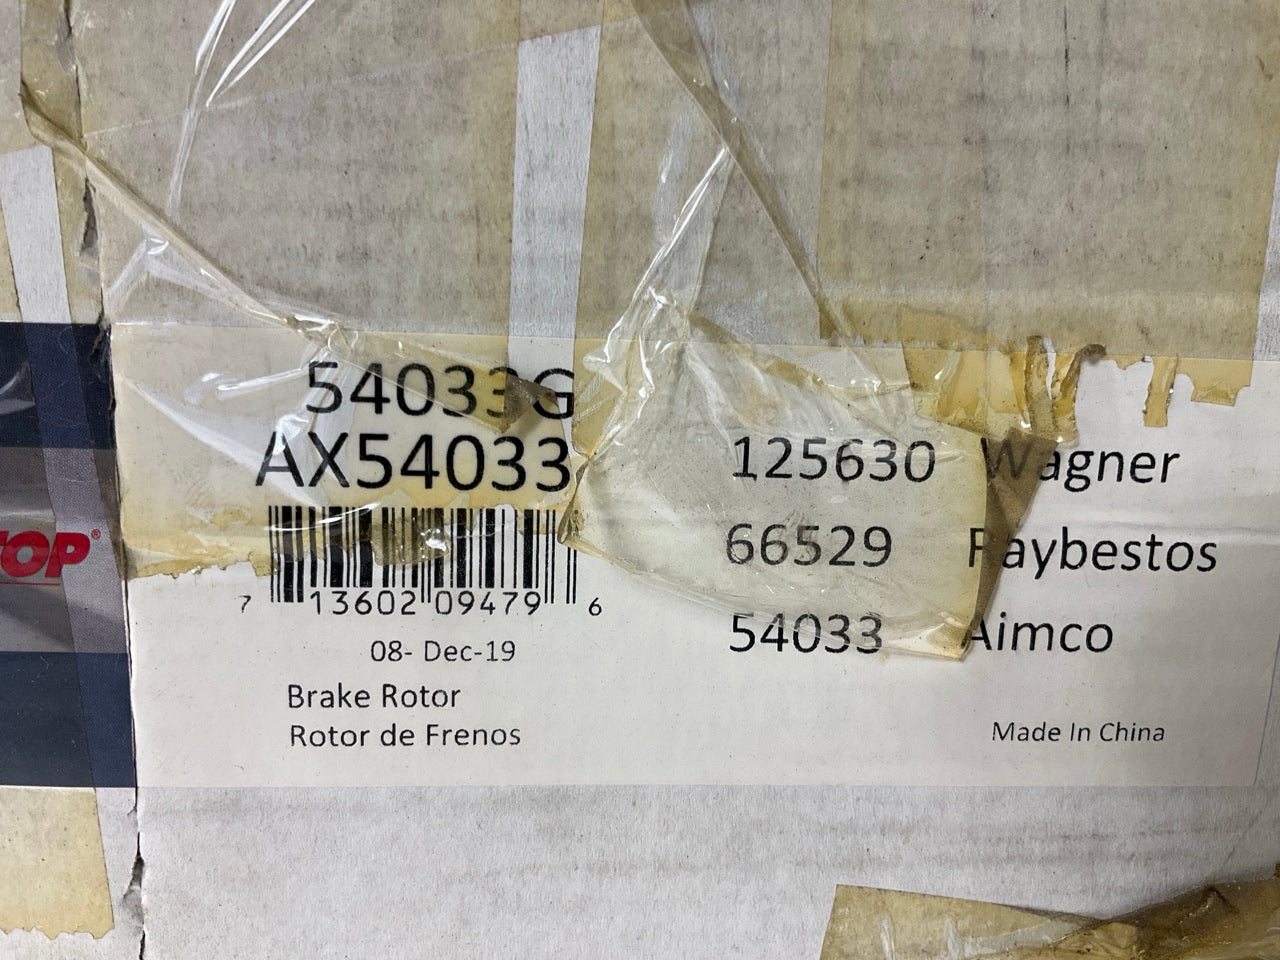 TOP®
54033G
AX54033
7 13602 09479 6
08- Dec-19
Brake Rotor
Rotor de Frenos
125630 Wagner
66529 Raybestos
54033 Aimco
Made In China